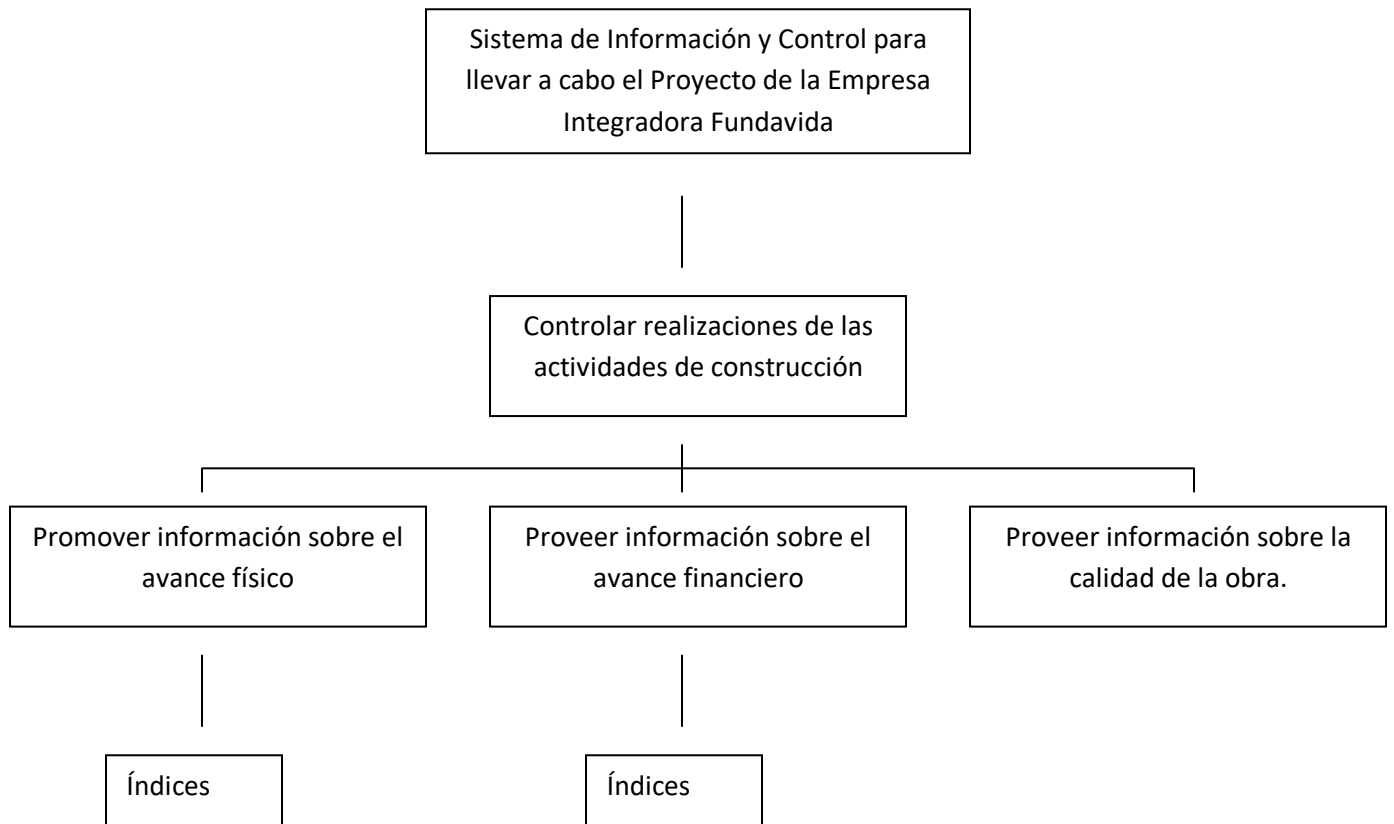 Sistema de Información y Control para
llevar a cabo el Proyecto de la Empresa
Integradora Fundavida
Controlar realizaciones de las
actividades de construcción
Promover información sobre el
avance físico
Proveer información sobre el
avance financiero
Proveer información sobre la
calidad de la obra.
Índices
Índices